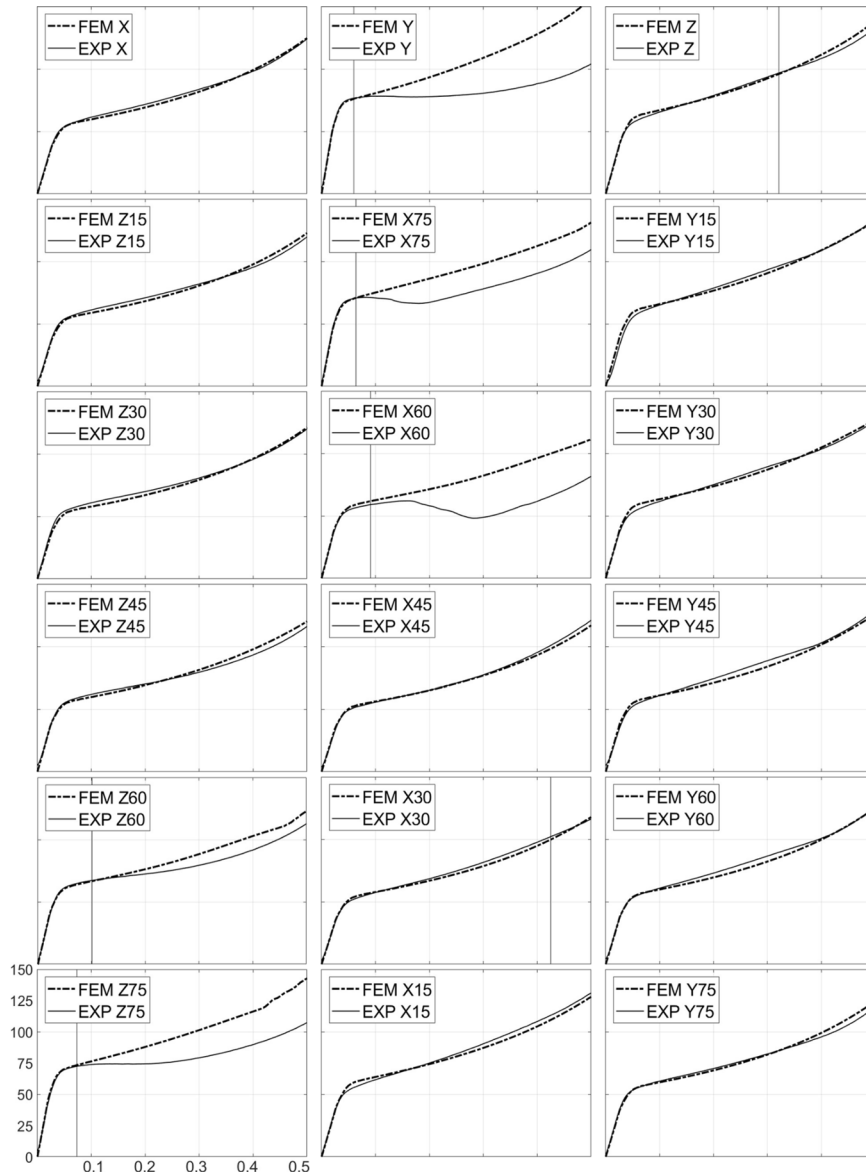 FEM X
EXP X
FEM Y
EXP Y
FEM Z
EXP Z
FEM Z15
EXP Z15
FEM X75
EXP X75
FEM Y15
EXP Y15
FEM Z30
EXP Z30
FEM X60
EXP X60
FEM Y30
EXP Y30
FEM Z45
EXP Z45
FEM X45
EXP X45
FEM Y45
EXP Y45
FEM Z60
EXP Z60
FEM X30
EXP X30
FEM Y60
EXP Y60
150
125
100
75
50
25
0
FEM Z75
EXP Z75
FEM X15
EXP X15
FEM Y75
EXP Y75
0.1 0.2 0.3 0.4 0.5